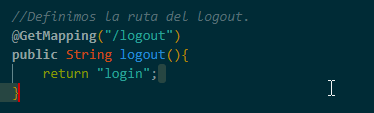 //Definimos la ruta del logout.
@GetMapping("/logout")
public String logout(){
    return "login";
}